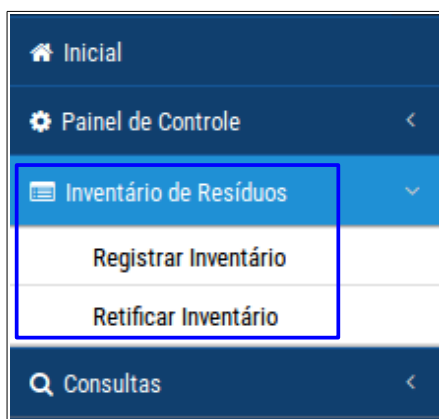 Inicial
Painel de Controle
Inventário de Resíduos
Registrar Inventário
Retificar Inventário
Consultas